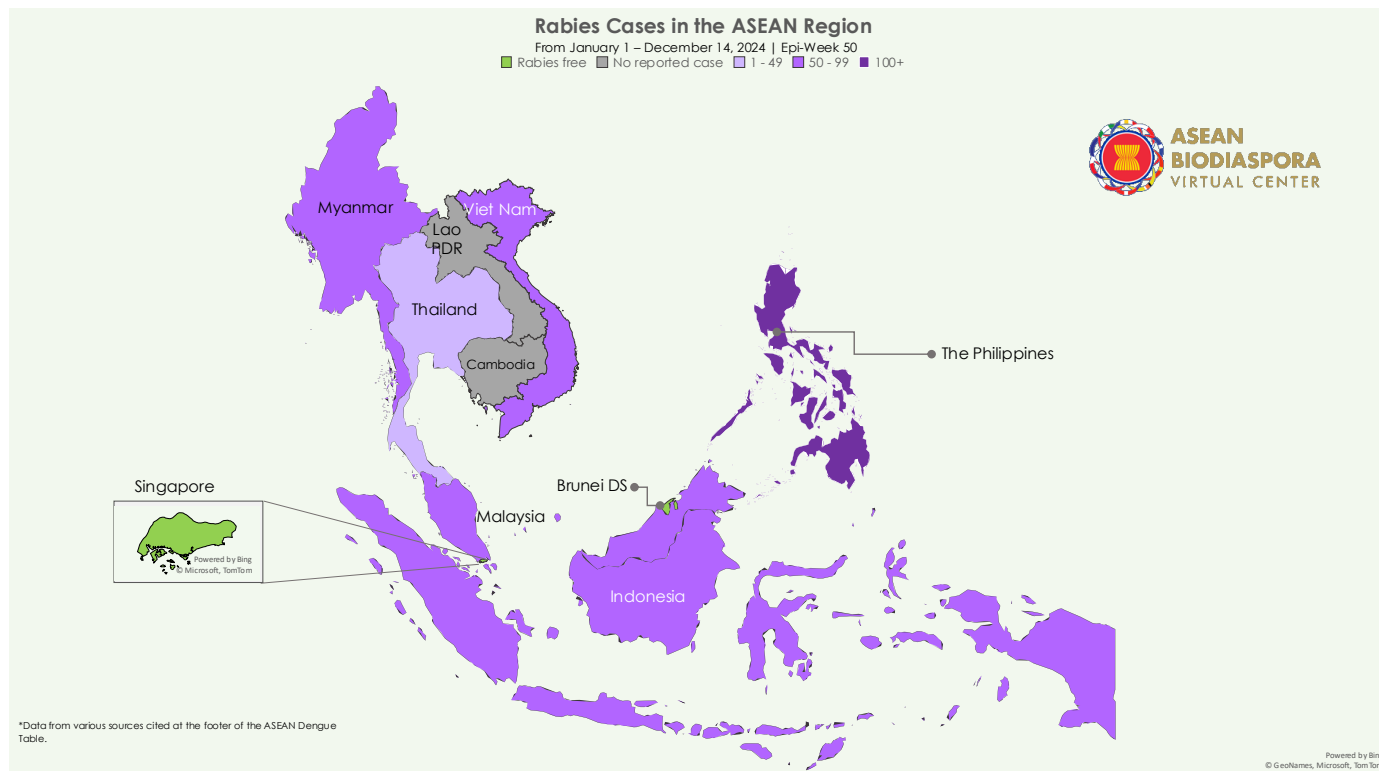 Rabies Cases in the ASEAN Region
From January 1 – December 14, 2024 | Epi-Week 50
Rabies free No reported case 1 - 49 50 - 99 100+
ASEAN
BIODIASPORA
VIRTUAL CENTER
Myanmar
Viet Nam
Lao
PDR
Thailand
Cambodia
The Philippines
Singapore
Powered by Bing
© Microsoft, TomTom
Brunei DS
Malaysia
Indonesia
*Data from various sources cited at the footer of the ASEAN Dengue
Table.
Powered by Bin
© GeoNames, Microsoft, TomTor